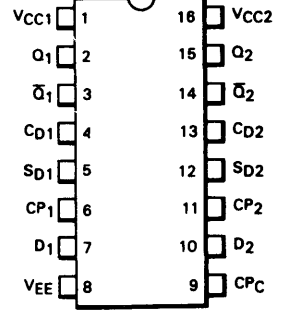 VCC1 1 16 VCC2
Q1 2 15 Q2
Q̅1 3 14 Q̅2
CD1 4 13 CD2
SD1 5 12 SD2
CP1 6 11 CP2
D1 7 10 D2
VEE 8 9 CPC